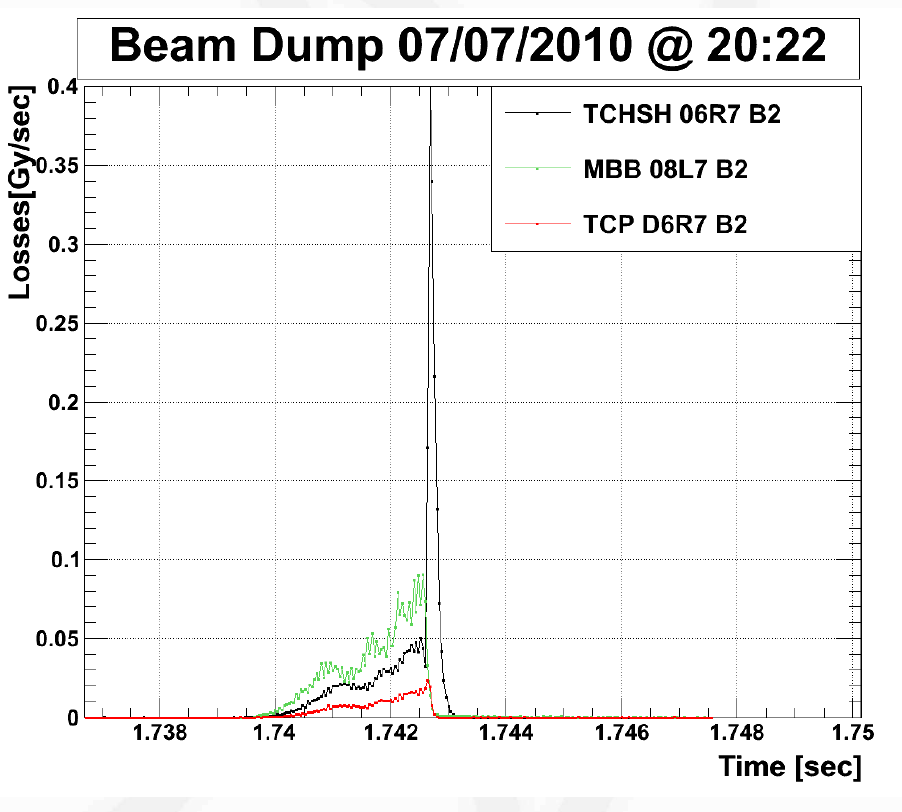 Beam Dump 07/07/2010 @ 20:22
Losses[Gy/sec]
0.4
0.35
0.3
0.25
0.2
0.15
0.1
0.05
0
TCHSH 06R7 B2
MBB 08L7 B2
TCP D6R7 B2
1.738 1.74 1.742 1.744 1.746 1.748 1.75
Time [sec]